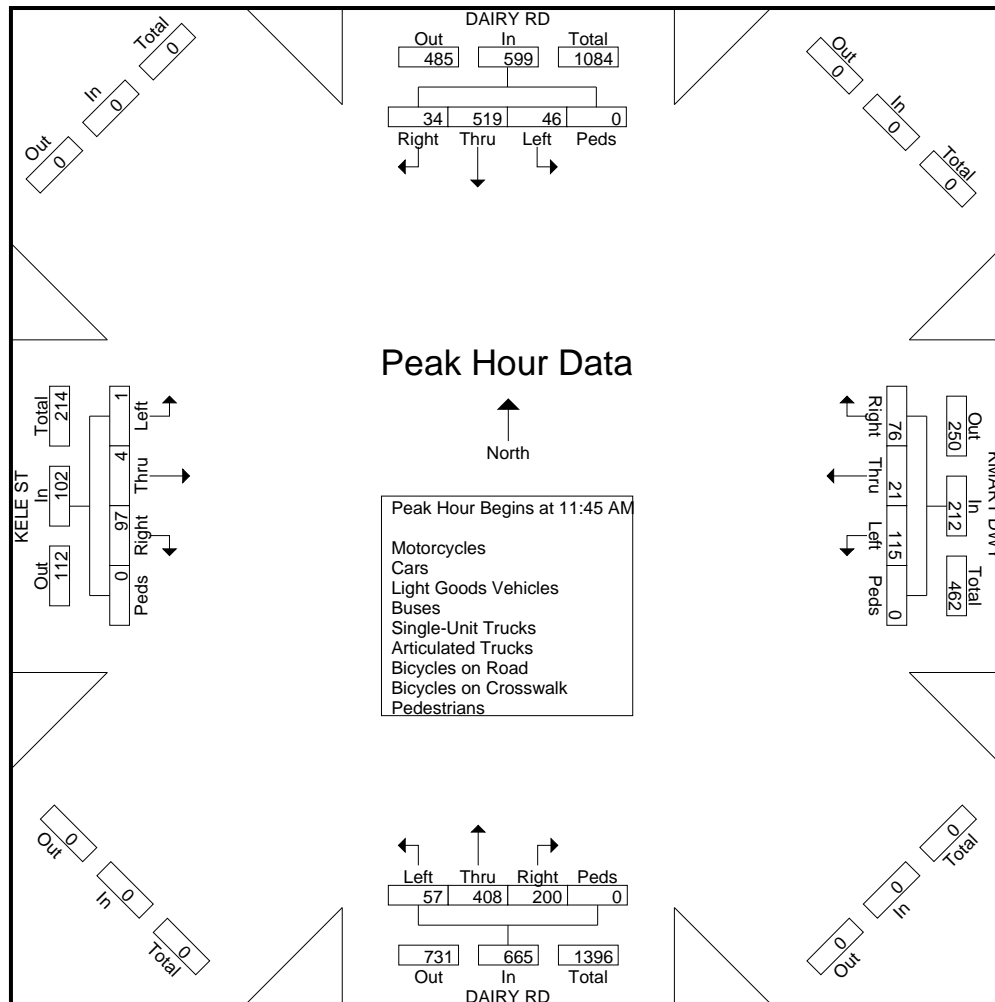 DAIRY RD
Out In Total
485 599 1084
34 519 46 0
Right Thru Left Peds
Total
0
In
0
Out
0
Out
0
In
0
Total
0
Peak Hour Data
North
Peak Hour Begins at 11:45 AM
Motorcycles
Cars
Light Goods Vehicles
Buses
Single-Unit Trucks
Articulated Trucks
Bicycles on Road
Bicycles on Crosswalk
Pedestrians
KELE ST
Out In Total
112 102 214
0 97 4 1
Peds Right Thru Left
KMART DWY
Out In Total
250 212 462
76 21 115 0
Right Thru Left Peds
Left Thru Right Peds
57 408 200 0
731 665 1396
Out In Total
DAIRY RD
0
Out
0
In
0
Total
0
Total
0
In
0
Out